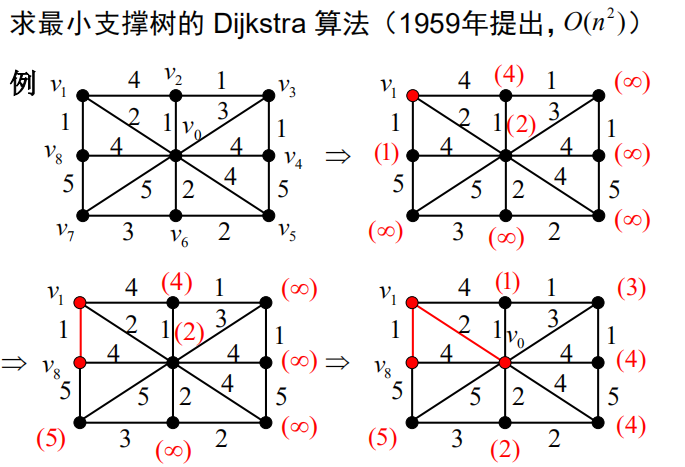 求最小支撑树的 Dijkstra 算法（1959年提出，O(n²)）
例 v₁ 4 v₂ 1 v₃
1 2 1 v₀ 3 1
v₈ 4 4 v₄
5 5 2 4 5
v₇ 3 v₆ 2 v₅
⇒
v₁ 4 (4) 1 (∞)
1 2 1 (2) 3 1
(1) 4 4 (∞)
5 5 2 4 5
(∞) 3 (∞) 2 (∞)
⇒
v₁ 4 (4) 1 (∞)
1 2 1 (2) 3 1
v₈ 4 4 (∞)
5 5 2 4 5
(5) 3 (∞) 2 (∞)
⇒
v₁ 4 (1) 1 (3)
1 2 1 v₀ 3 1
v₈ 4 4 (4)
5 5 2 4 5
(5) 3 (2) 2 (4)